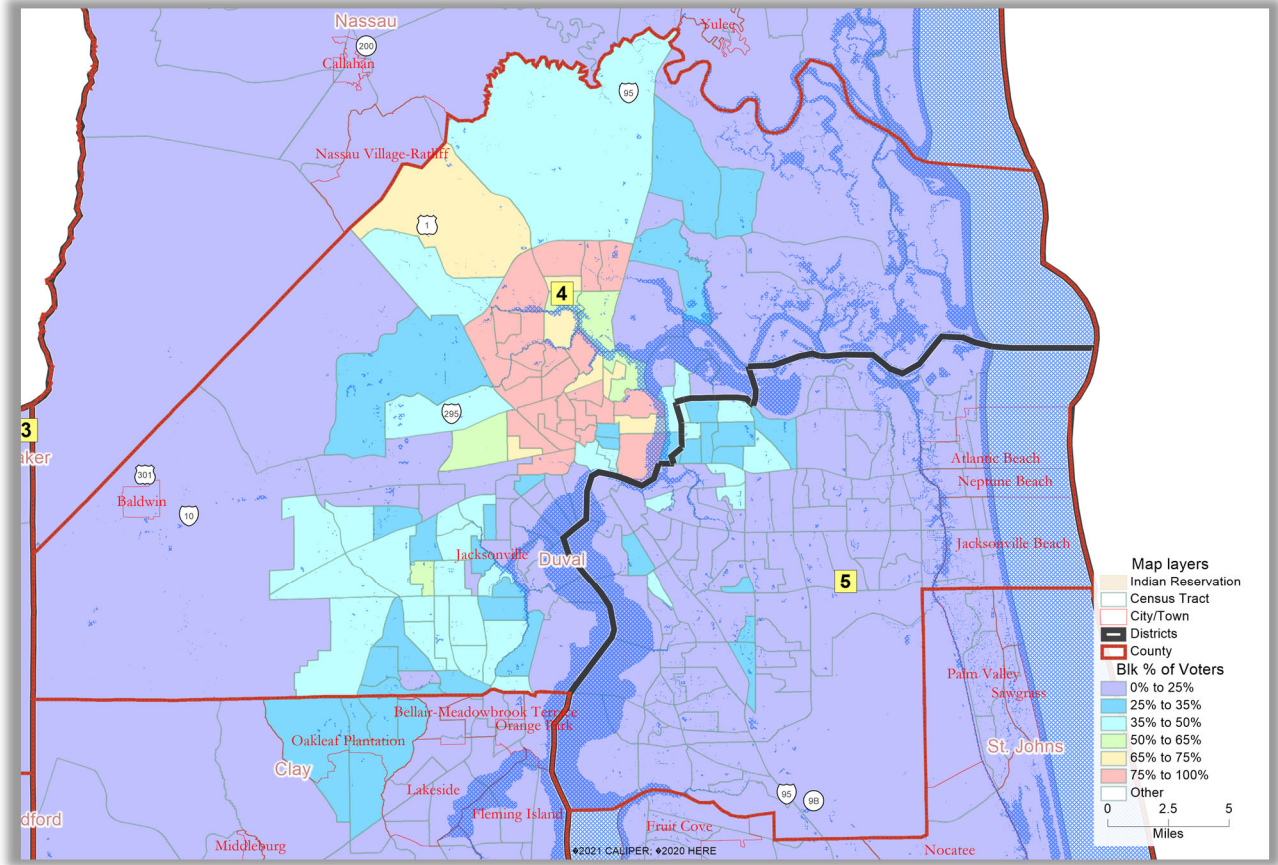 Nassau
Yulee
200
Callahan
95
Nassau Village-Ratliff
1
4
295
3
aker
301
Baldwin
10
Atlantic Beach
Neptune Beach
Jacksonville
Duval
Jacksonville Beach
5
Palm Valley
Sawgrass
Bellair-Meadowbrook Terrace
Orange Park
Oakleaf Plantation
Clay
St. Johns
Lakeside
95
9B
Fleming Island
dford
Fruit Cove
Middleburg
Nocatee
�2021 CALIPER; �2020 HERE
Map layers
Indian Reservation
Census Tract
City/Town
Districts
County
Blk % of Voters
0% to 25%
25% to 35%
35% to 50%
50% to 65%
65% to 75%
75% to 100%
Other
0 2.5 5
Miles